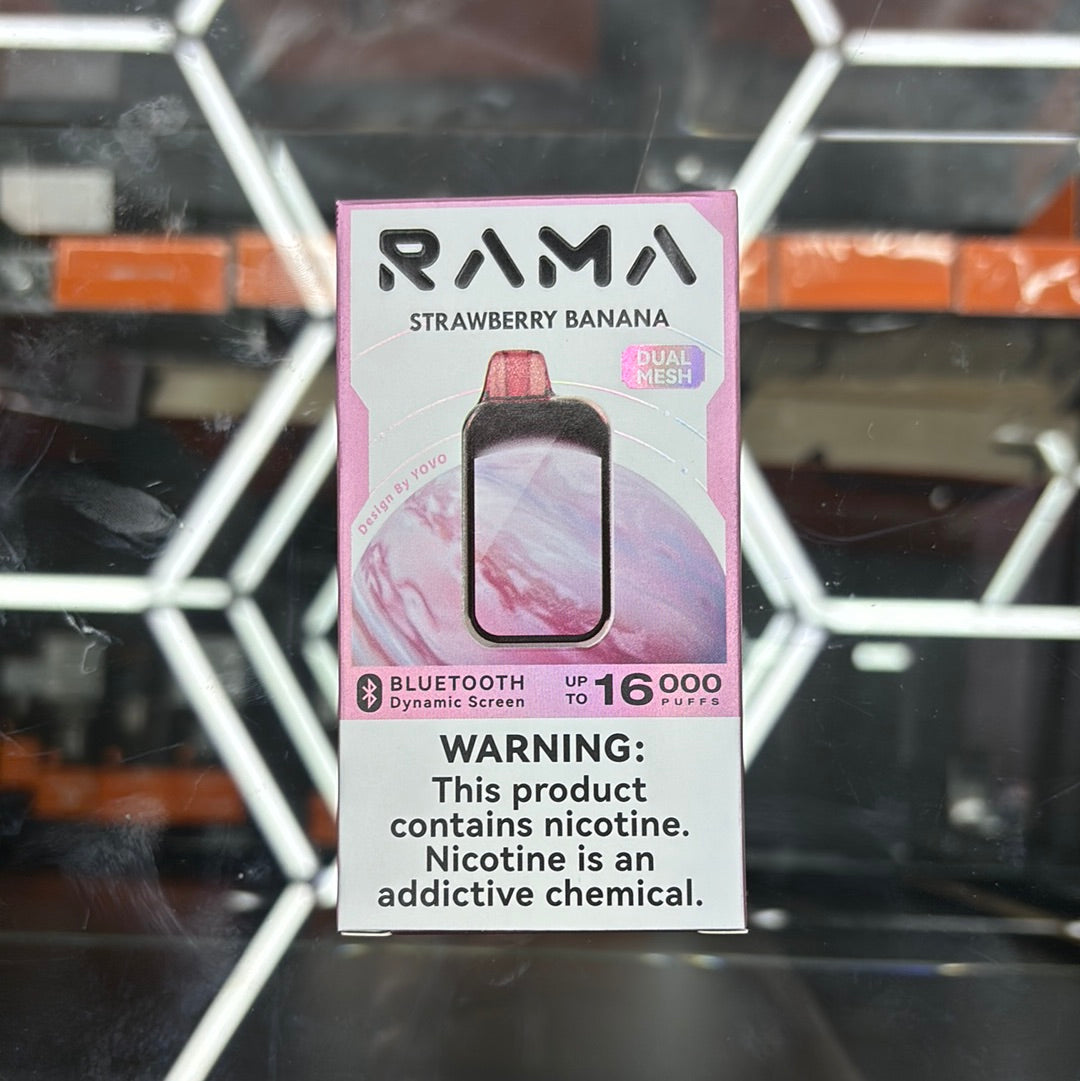 RAMA
STRAWBERRY BANANA
DUAL
MESH
Design By YOVO
BLUETOOTH
Dynamic Screen
UP
TO
16000
PUFFS
WARNING:
This product
contains nicotine.
Nicotine is an
addictive chemical.